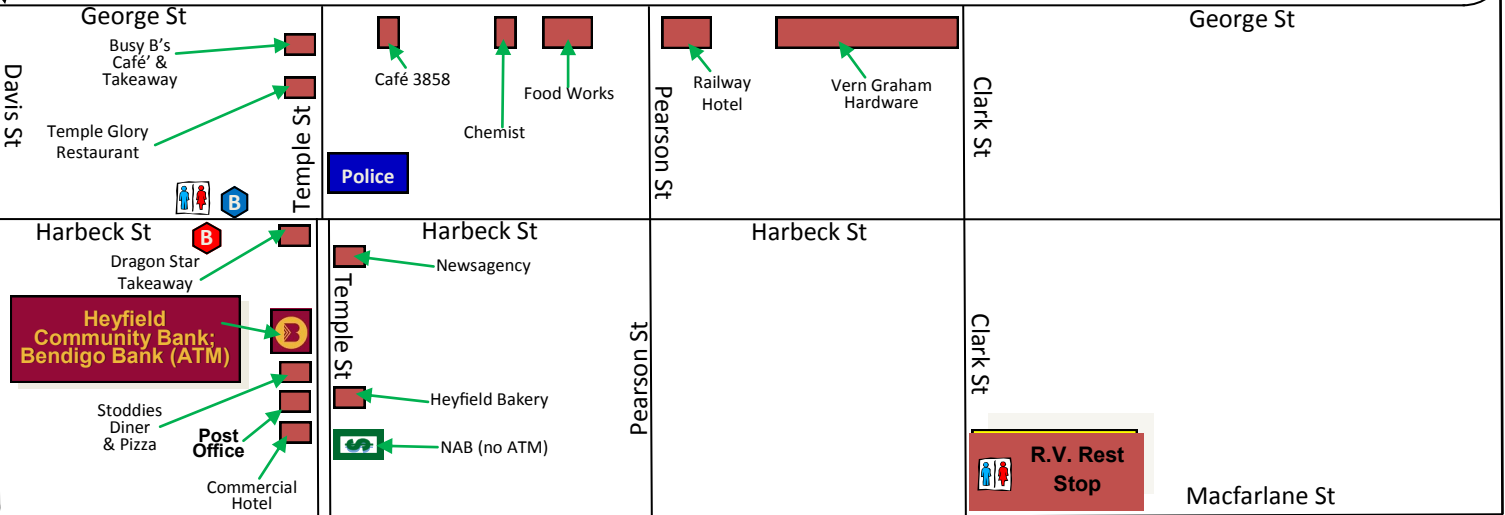 George St
George St
Busy B's
Café' &
Takeaway
Café 3858
Chemist
Food Works
Railway
Hotel
Vern Graham
Hardware
Davis St
Temple Glory
Restaurant
Temple St
Police
Pearson St
Clark St
B
Harbeck St
B
Harbeck St
Harbeck St
Dragon Star
Takeaway
Newsagency
Heyfield
Community Bank;
Bendigo Bank (ATM)
B
Temple St
Pearson St
Clark St
Stoddies
Diner
& Pizza
Post
Office
Heyfield Bakery
$
NAB (no ATM)
Commercial
Hotel
R.V. Rest
Stop
Macfarlane St